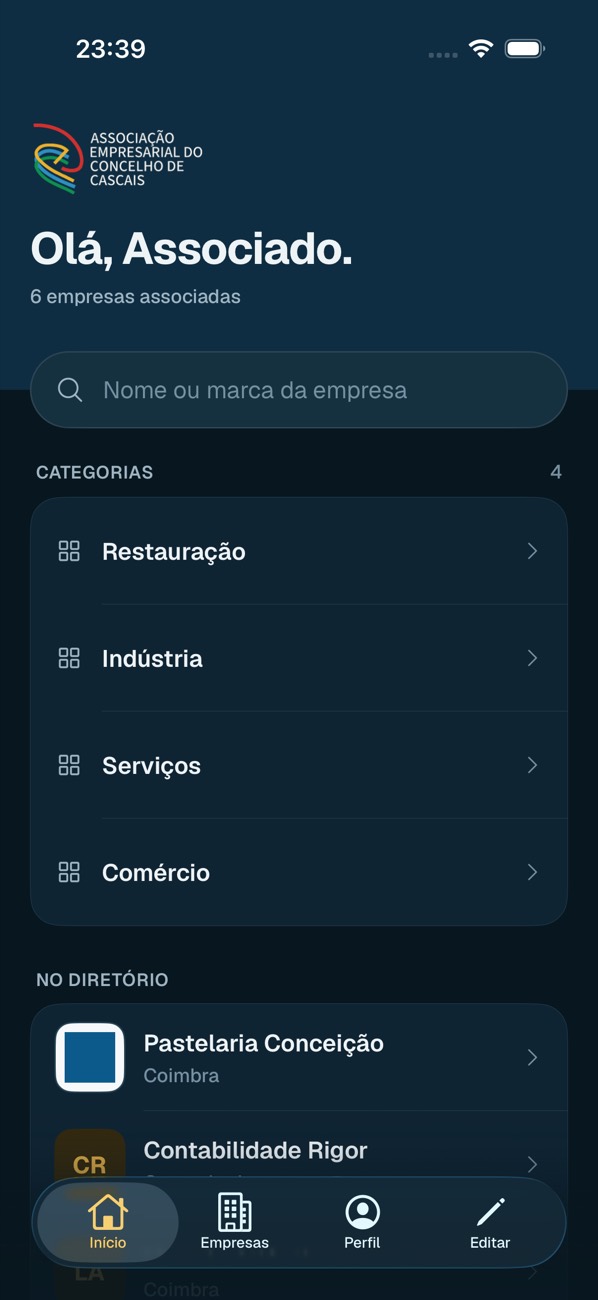 23:39
ASSOCIAÇÃO
EMPRESARIAL DO
CONCELHO DE
CASCAIS
Olá, Associado.
6 empresas associadas
Nome ou marca da empresa
CATEGORIAS 4
Restauração
Indústria
Serviços
Comércio
NO DIRETÓRIO
Pastelaria Conceição
Coimbra
CR Contabilidade Rigor
LA
Coimbra
Início Empresas Perfil Editar